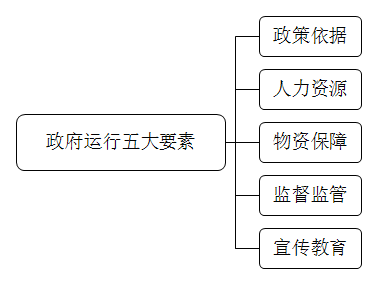 政策依据
人力资源
政府运行五大要素
物资保障
监督监管
宣传教育